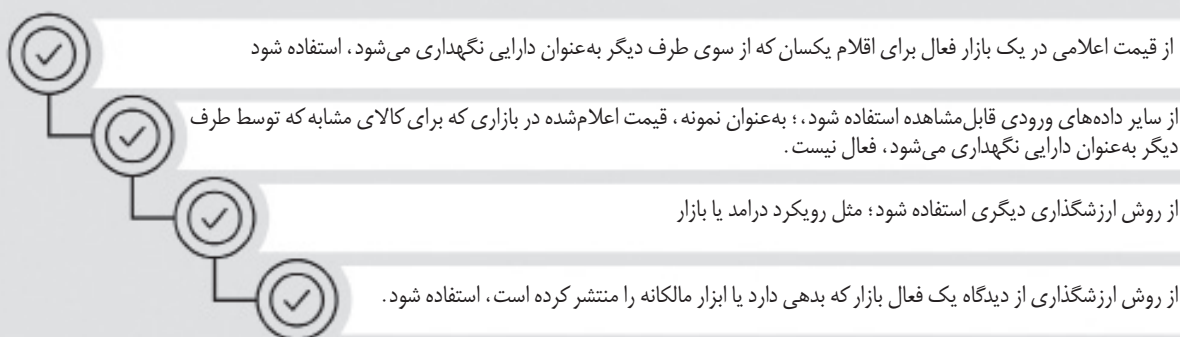 از قیمت اعلامی در یک بازار فعال برای اقلام یکسان که از سوی طرف دیگر به‌عنوان دارایی نگهداری می‌شود، استفاده شود
از سایر داده‌های ورودی قابل‌مشاهده استفاده شود،؛ به‌عنوان نمونه، قیمت اعلام‌شده در بازاری که برای کالای مشابه که توسط طرف
دیگر به‌عنوان دارایی نگهداری می‌شود، فعال نیست.
از روش ارزشگذاری دیگری استفاده شود؛ مثل رویکرد درامد یا بازار
از روش ارزشگذاری از دیدگاه یک فعال بازار که بدهی دارد یا ابزار مالکانه را منتشر کرده است، استفاده شود.